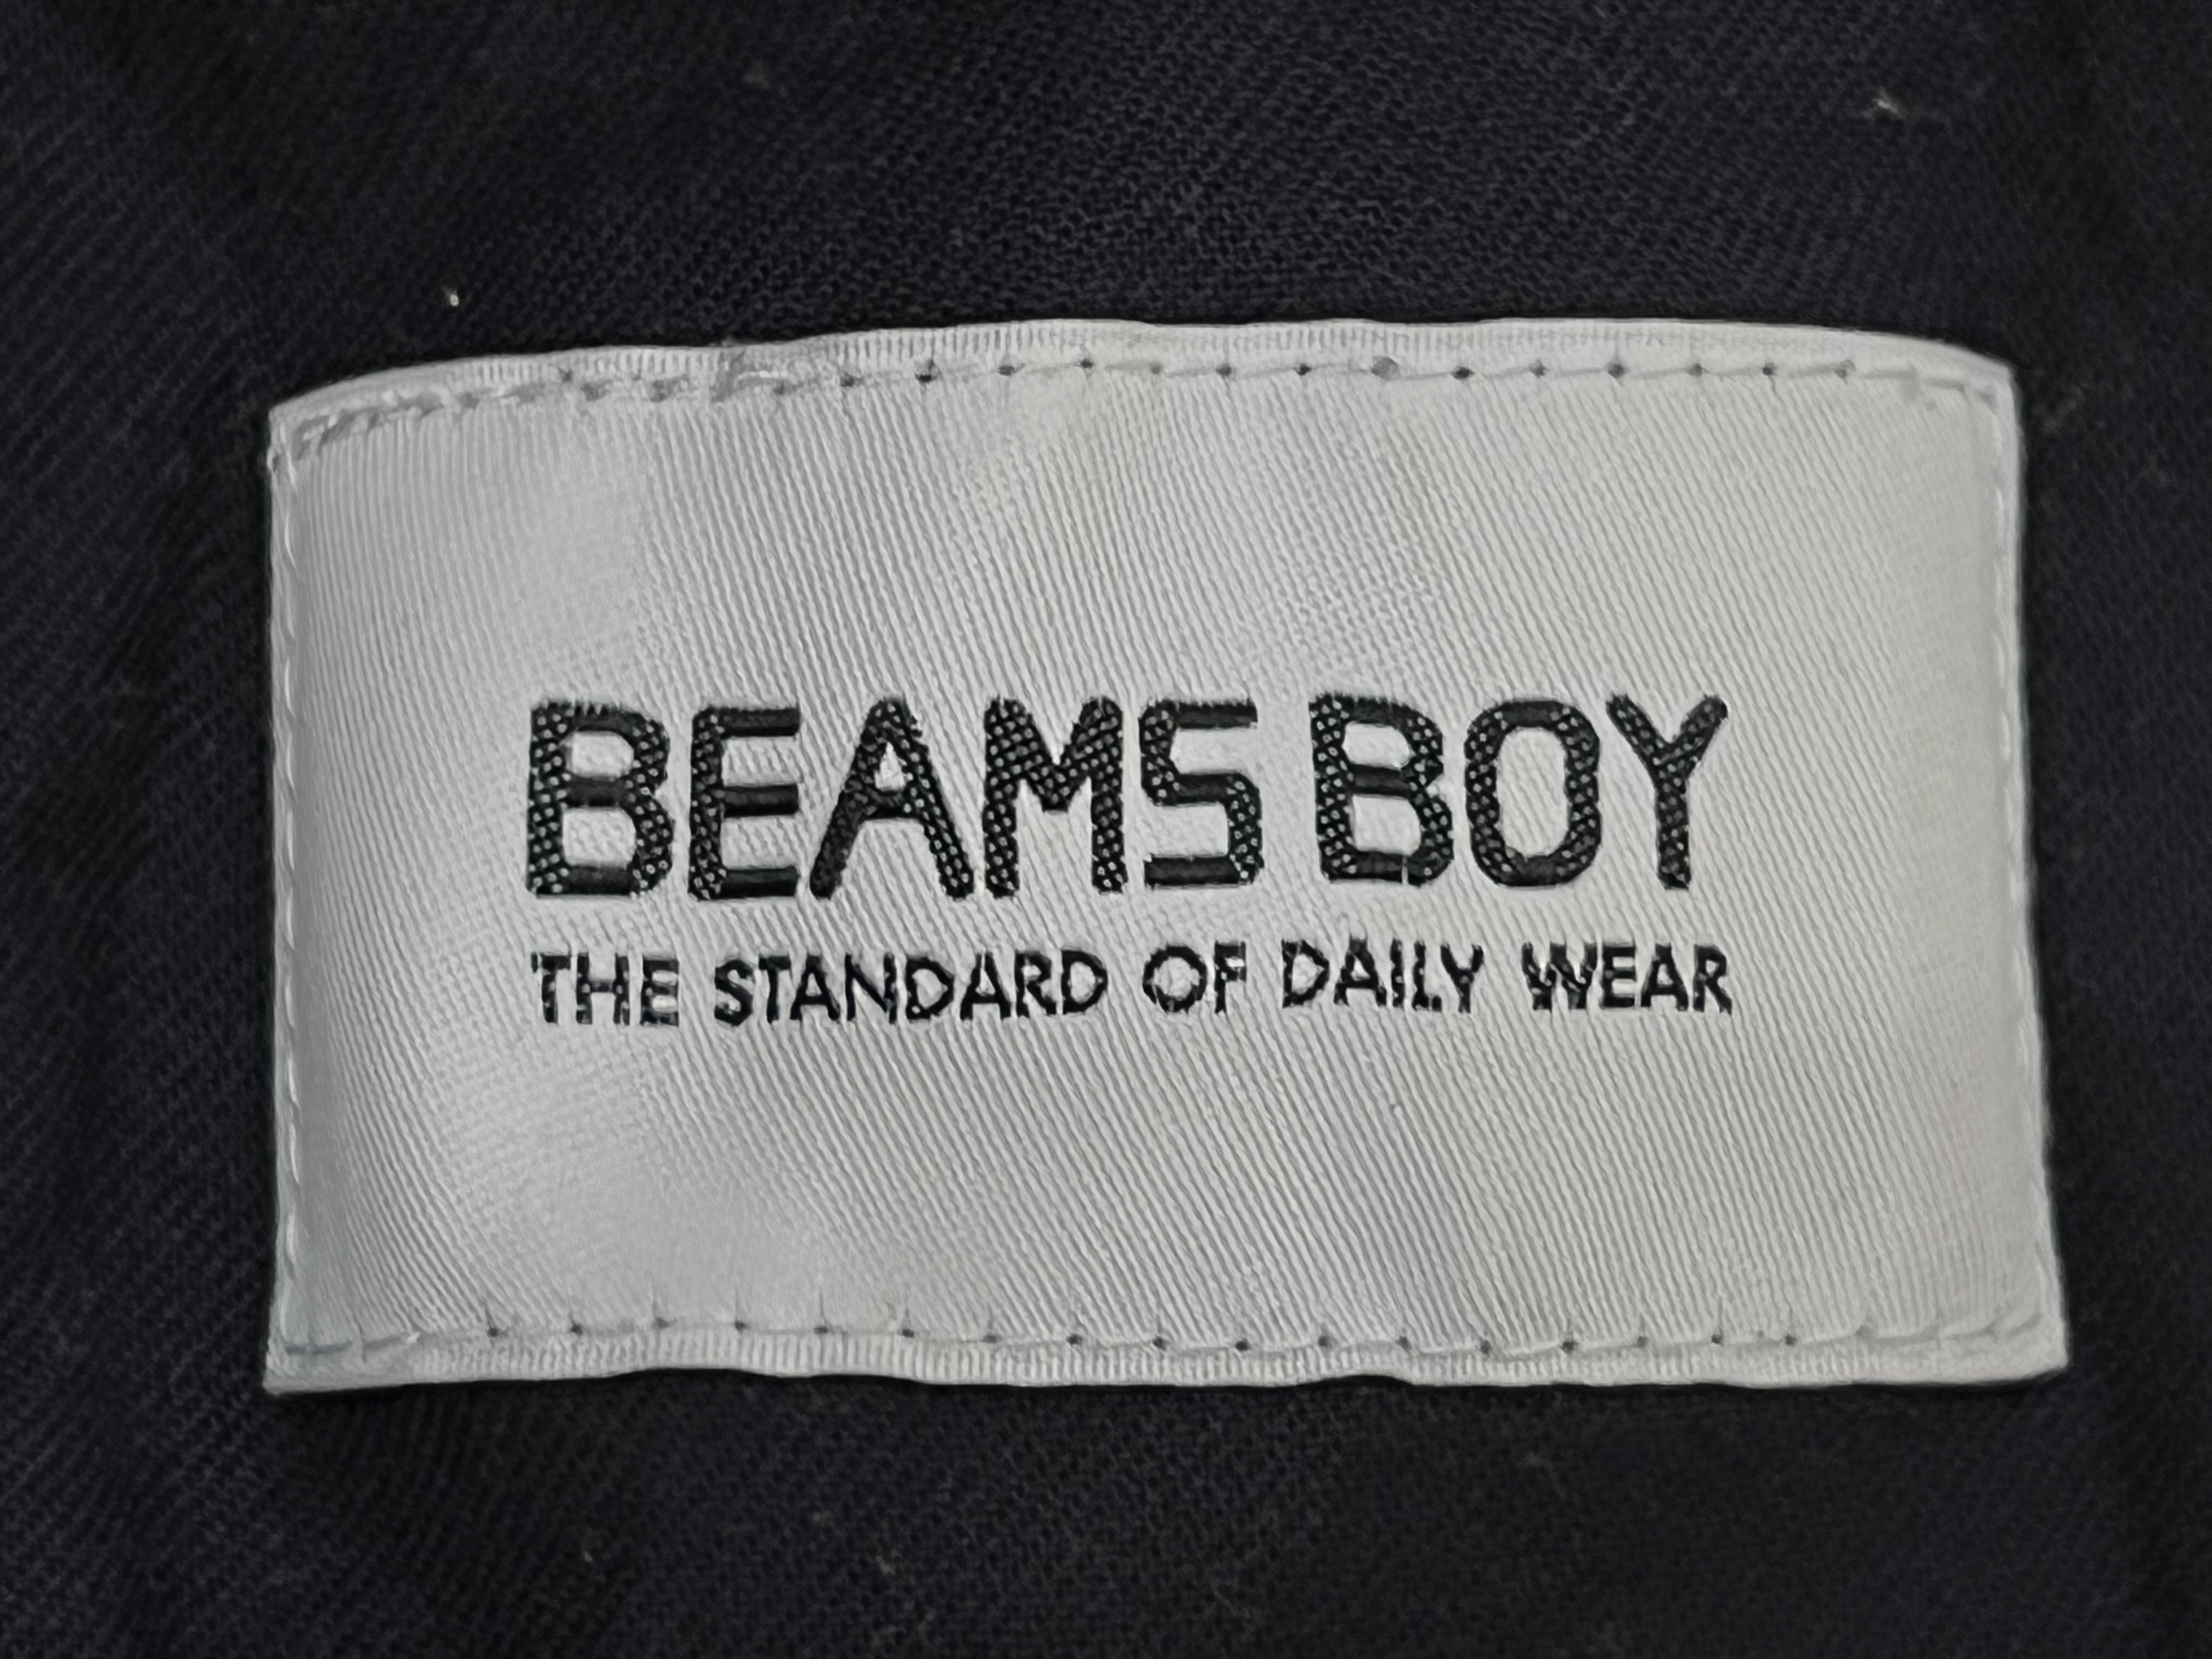 BEAMS BOY
THE STANDARD OF DAILY WEAR